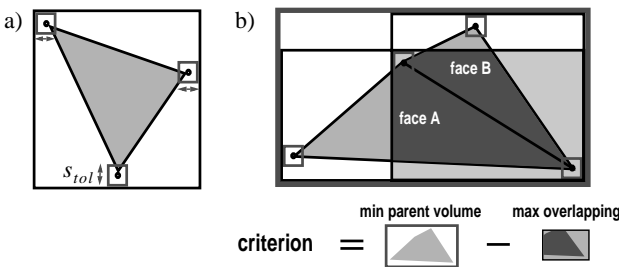 a)
s_tol
b)
face B
face A
min parent volume
max overlapping
criterion = −